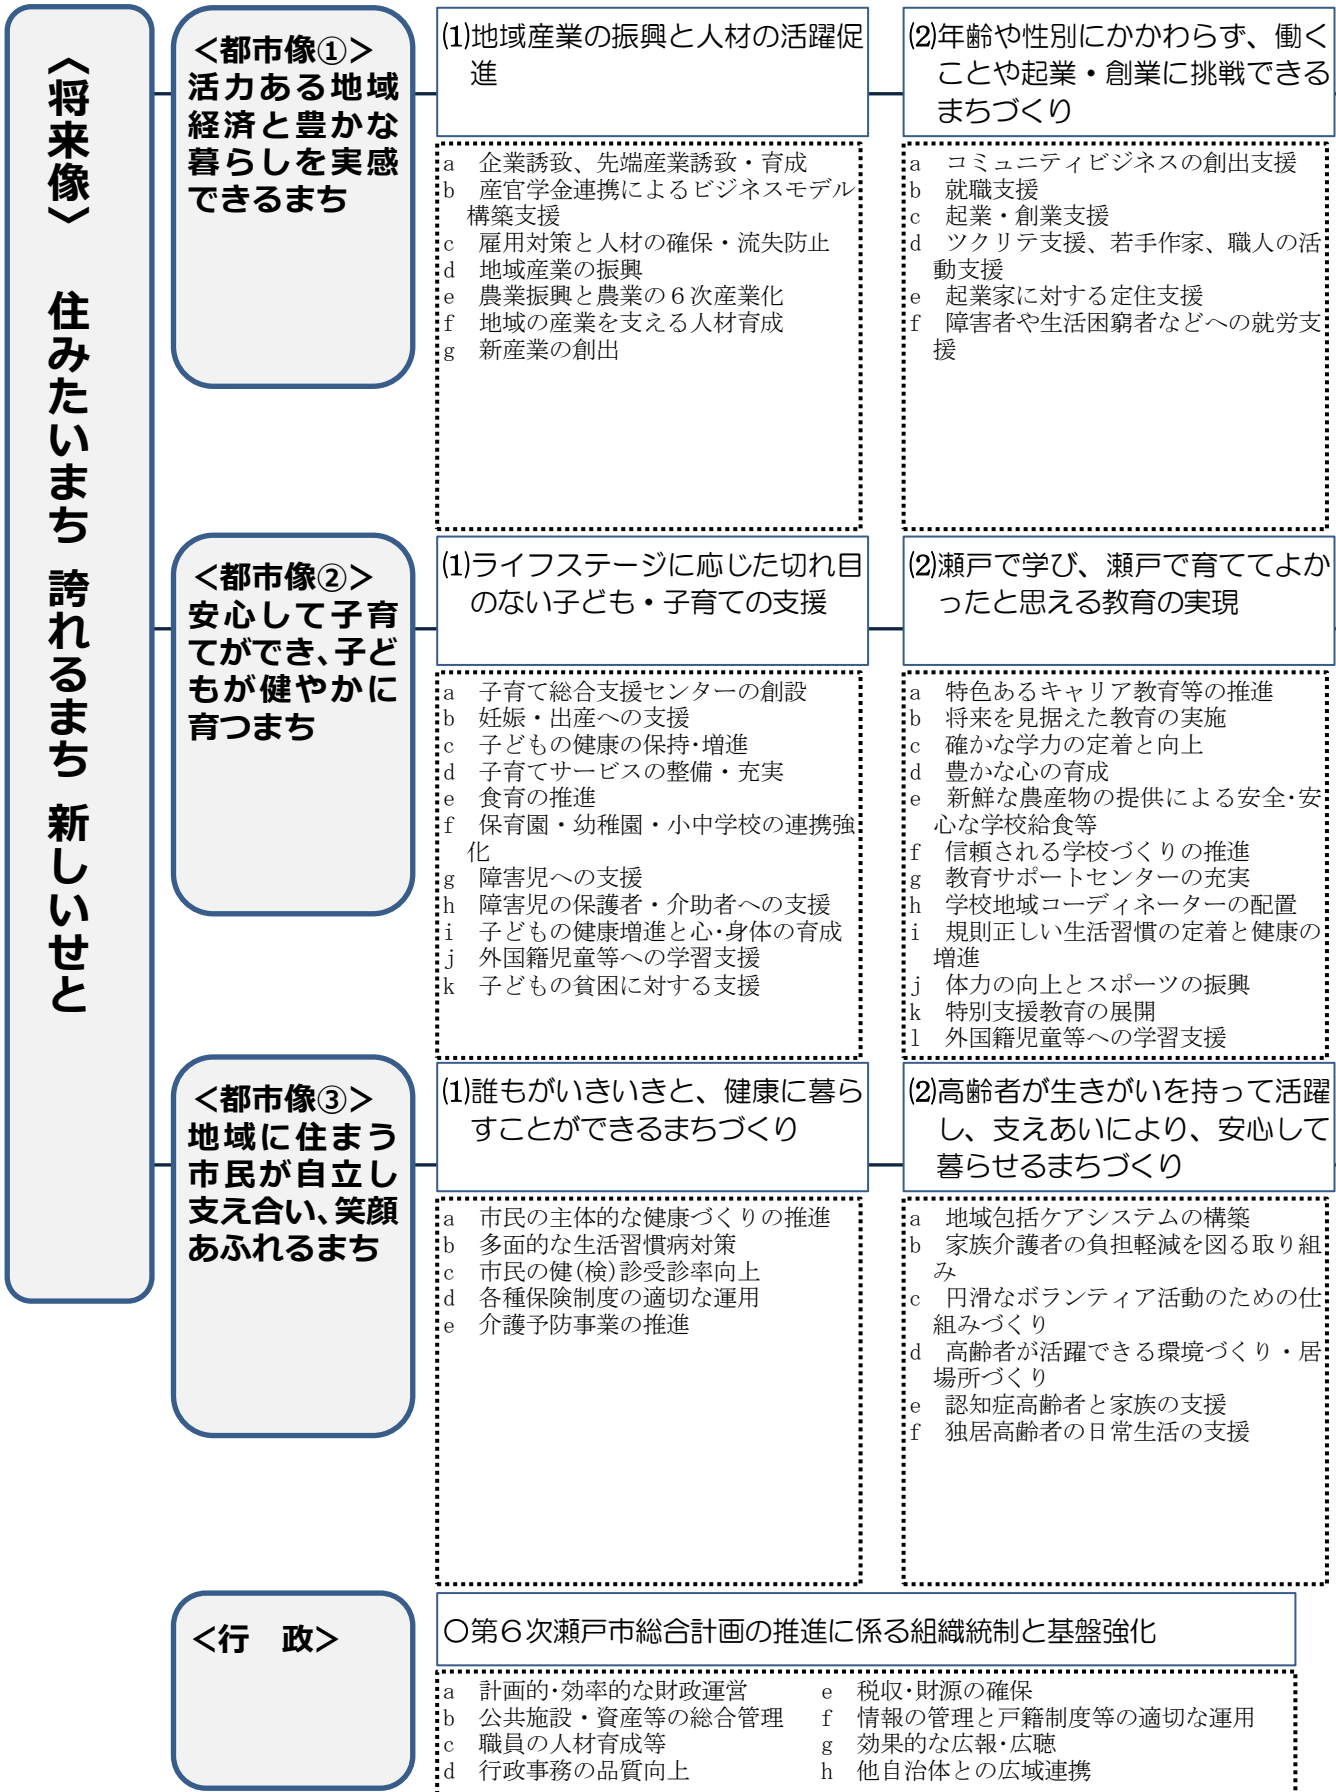 〈将来像〉　住みたいまち 誇れるまち 新しいせと
＜都市像①＞
活力ある地域
経済と豊かな
暮らしを実感
できるまち
⑴地域産業の振興と人材の活躍促
進
a　企業誘致、先端産業誘致・育成
b　産官学金連携によるビジネスモデル
構築支援
c　雇用対策と人材の確保・流失防止
d　地域産業の振興
e　農業振興と農業の６次産業化
f　地域の産業を支える人材育成
g　新産業の創出
⑵年齢や性別にかかわらず、働く
ことや起業・創業に挑戦できる
まちづくり
a　コミュニティビジネスの創出支援
b　就職支援
c　起業・創業支援
d　ツクリテ支援、若手作家、職人の活
動支援
e　起業家に対する定住支援
f　障害者や生活困窮者などへの就労支
援
＜都市像②＞
安心して子育
てができ、子ど
もが健やかに
育つまち
⑴ライフステージに応じた切れ目
のない子ども・子育ての支援
a　子育て総合支援センターの創設
b　妊娠・出産への支援
c　子どもの健康の保持･増進
d　子育てサービスの整備・充実
e　食育の推進
f　保育園・幼稚園・小中学校の連携強
化
g　障害児への支援
h　障害児の保護者・介助者への支援
i　子どもの健康増進と心･身体の育成
j　外国籍児童等への学習支援
k　子どもの貧困に対する支援
⑵瀬戸で学び、瀬戸で育ててよか
ったと思える教育の実現
a　特色あるキャリア教育等の推進
b　将来を見据えた教育の実施
c　確かな学力の定着と向上
d　豊かな心の育成
e　新鮮な農産物の提供による安全･安
心な学校給食等
f　信頼される学校づくりの推進
g　教育サポートセンターの充実
h　学校地域コーディネーターの配置
i　規則正しい生活習慣の定着と健康の
増進
j　体力の向上とスポーツの振興
k　特別支援教育の展開
l　外国籍児童等への学習支援
＜都市像③＞
地域に住まう
市民が自立し
支え合い、笑顔
あふれるまち
⑴誰もがいきいきと、健康に暮ら
すことができるまちづくり
a　市民の主体的な健康づくりの推進
b　多面的な生活習慣病対策
c　市民の健(検)診受診率向上
d　各種保険制度の適切な運用
e　介護予防事業の推進
⑵高齢者が生きがいを持って活躍
し、支えあいにより、安心して
暮らせるまちづくり
a　地域包括ケアシステムの構築
b　家族介護者の負担軽減を図る取り組
み
c　円滑なボランティア活動のための仕
組みづくり
d　高齢者が活躍できる環境づくり・居
場所づくり
e　認知症高齢者と家族の支援
f　独居高齢者の日常生活の支援
＜行　政＞
〇第６次瀬戸市総合計画の推進に係る組織統制と基盤強化
a　計画的･効率的な財政運営
b　公共施設・資産等の総合管理
c　職員の人材育成等
d　行政事務の品質向上
e　税収･財源の確保
f　情報の管理と戸籍制度等の適切な運用
g　効果的な広報･広聴
h　他自治体との広域連携